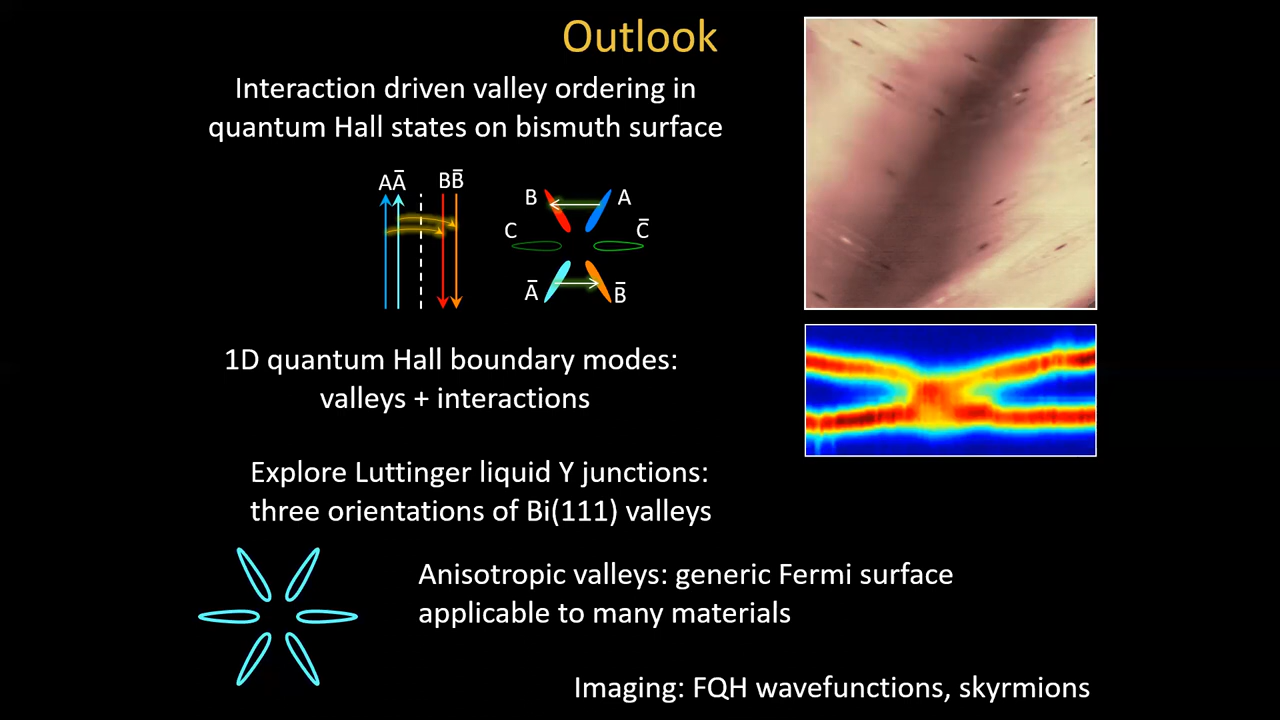 Outlook
Interaction driven valley ordering in
quantum Hall states on bismuth surface
AĀ BB̄
B A
C C̄
Ā B̄
1D quantum Hall boundary modes:
valleys + interactions
Explore Luttinger liquid Y junctions:
three orientations of Bi(111) valleys
Anisotropic valleys: generic Fermi surface
applicable to many materials
Imaging: FQH wavefunctions, skyrmions